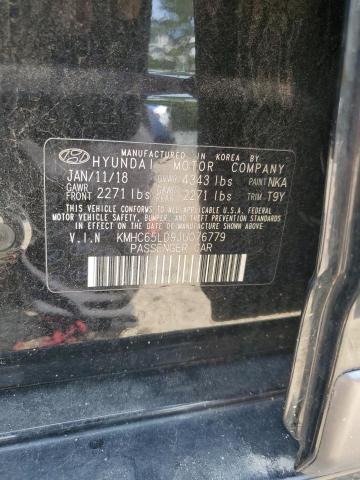 MANUFACTURED IN KOREA BY
HYUNDAI MOTOR COMPANY
JAN/11/18 GVWR 4343 lbs PAINT NKA
GAWR 2271 lbs GAWR 2271 lbs TRIM T9Y
THIS VEHICLE CONFORMS TO ALL APPLICABLE U.S.A. FEDERAL
MOTOR VEHICLE SAFETY, BUMPER, AND THEFT PREVENTION STANDARDS
IN EFFECT ON THE DATE OF MANUFACTURE SHOWN ABOVE.
V.I.N KMHC65LD9JU076779
PASSENGER CAR